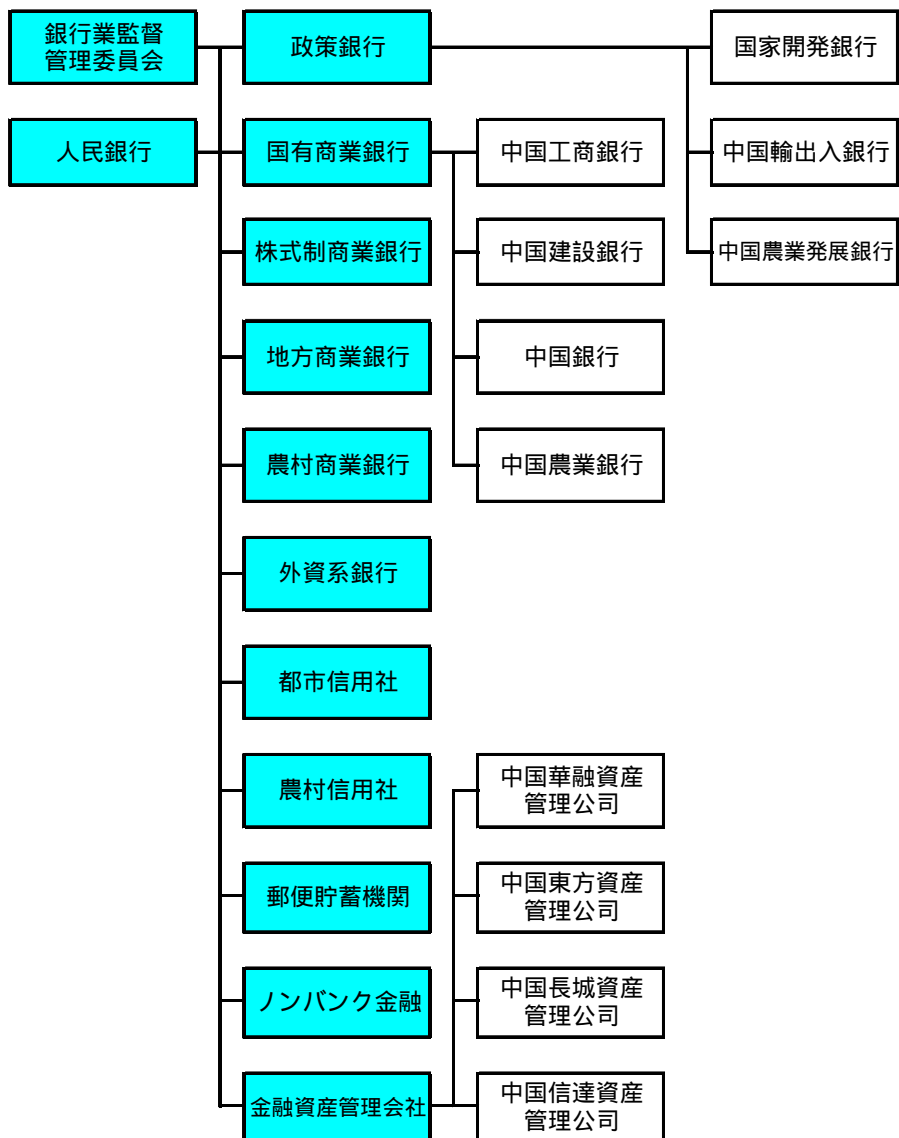 銀行業監督
管理委員会
政策銀行
国家開発銀行
人民銀行
国有商業銀行
中国工商銀行
中国輸出入銀行
株式制商業銀行
中国建設銀行
中国農業発展銀行
地方商業銀行
中国銀行
農村商業銀行
中国農業銀行
外資系銀行
都市信用社
農村信用社
中国華融資産
管理公司
郵便貯蓄機関
中国東方資産
管理公司
ノンバンク金融
中国長城資産
管理公司
金融資産管理会社
中国信達資産
管理公司